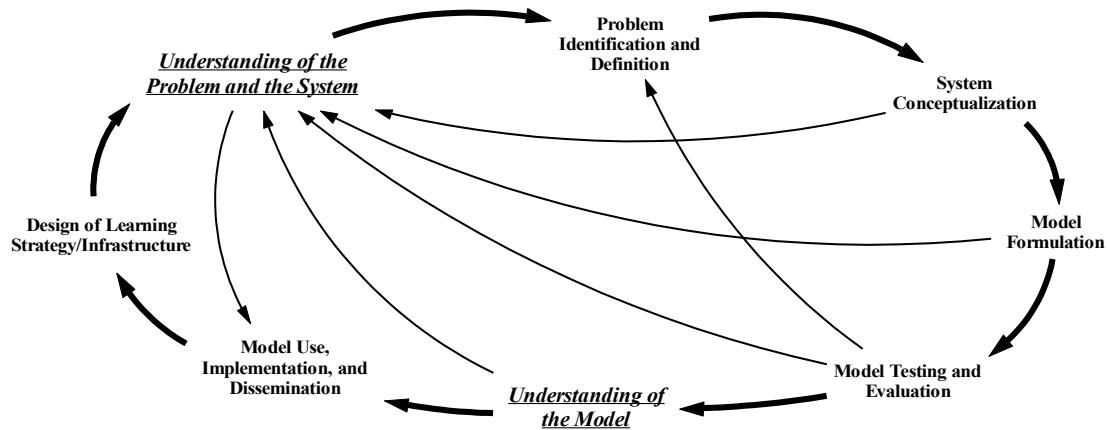 Problem
Identification and
Definition
Understanding of the
Problem and the System
System
Conceptualization
Model
Formulation
Design of Learning
Strategy/Infrastructure
Model Use,
Implementation, and
Dissemination
Model Testing and
Evaluation
Understanding of
the Model